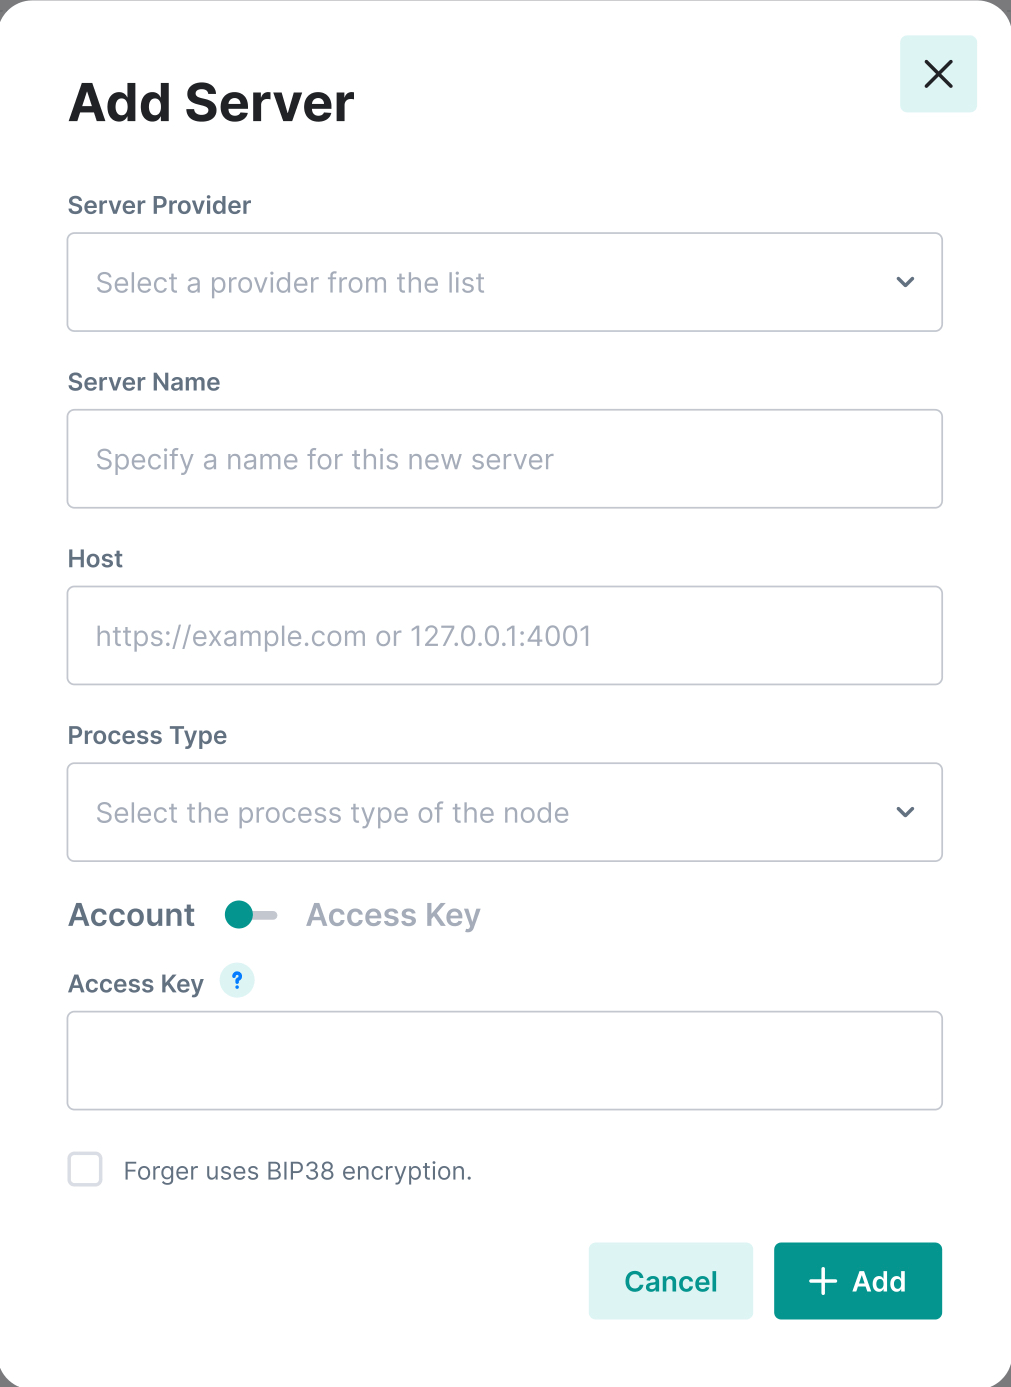 Add Server
Server Provider
Select a provider from the list
Server Name
Specify a name for this new server
Host
https://example.com or 127.0.0.1:4001
Process Type
Select the process type of the node
Account Access Key
Access Key ?
Forger uses BIP38 encryption.
Cancel + Add